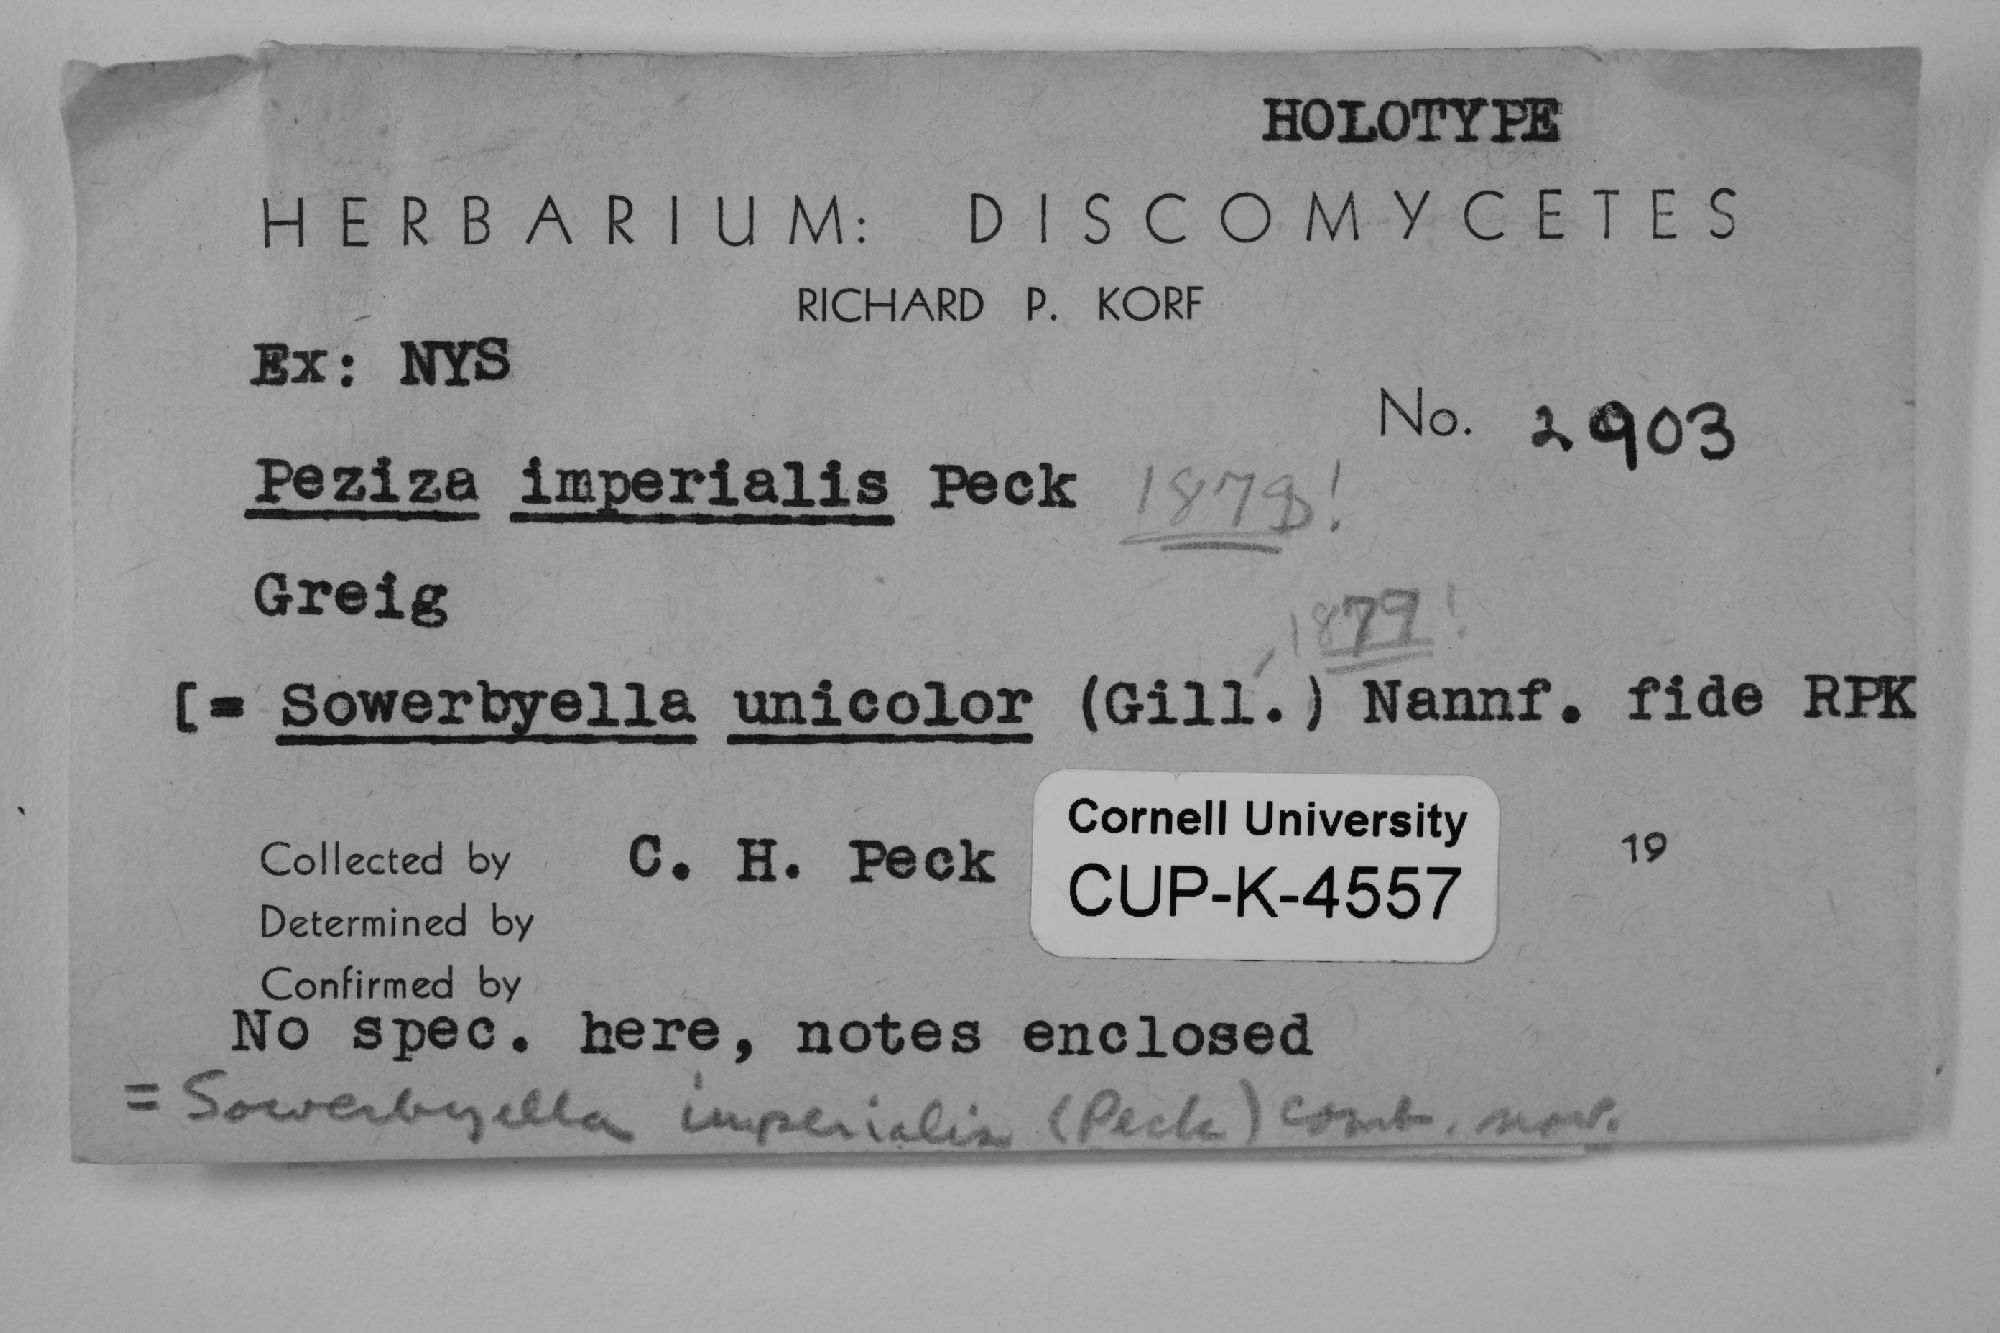 HOLOTYPE
HERBARIUM: DISCOMYCETES
RICHARD P. KORF
Ex: NYS
No. 2903
Peziza imperialis Peck 1878!
Greig
, 1879!
[= Sowerbyella unicolor (Gill.) Nannf. fide RPK
Cornell University
CUP-K-4557
Collected by C. H. Peck 19
Determined by
Confirmed by
No spec. here, notes enclosed
= Sowerbyella imperialis (Peck) comb. nov.